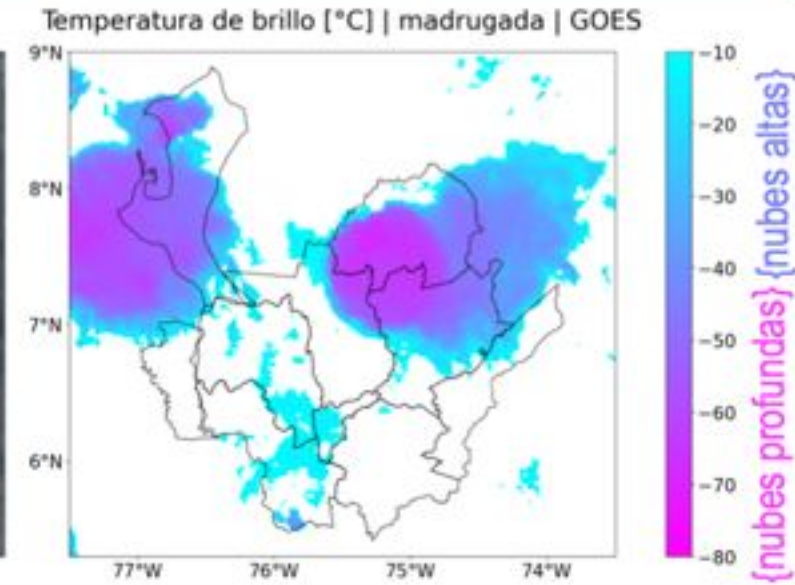 Temperatura de brillo [°C] | madrugada | GOES
9°N
8°N
7°N
6°N
77°W 76°W 75°W 74°W
−10
−20
−30
−40
−50
−60
−70
−80
{nubes profundas} {nubes altas}